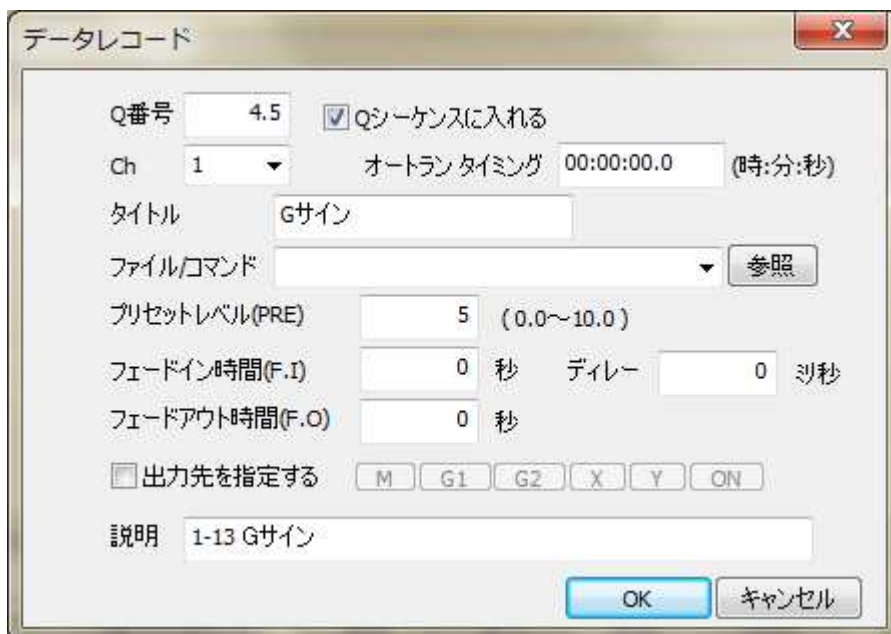 データレコード
Q番号 4.5 Qシーケンスに入れる
Ch 1 オートラン タイミング 00:00:00.0 (時:分:秒)
タイトル Gサイン
ファイル/コマンド 参照
プリセットレベル(PRE) 5 (0.0～10.0)
フェードイン時間(F.I) 0 秒 ディレー 0 ミリ秒
フェードアウト時間(F.O) 0 秒
出力先を指定する M G1 G2 X Y ON
説明 1-13 Gサイン
OK キャンセル